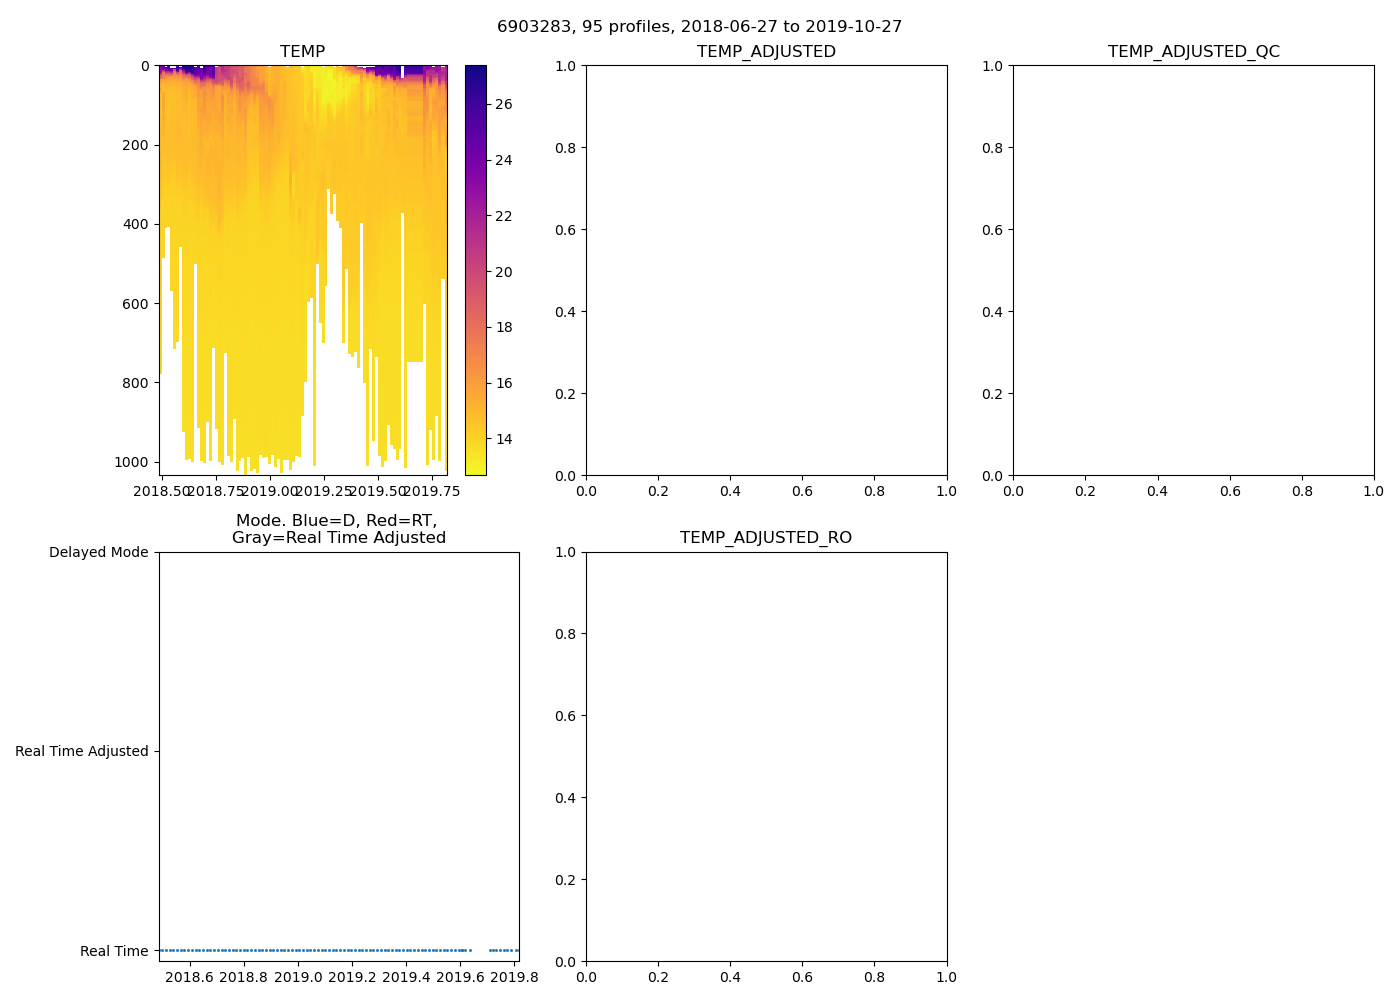 6903283, 95 profiles, 2018-06-27 to 2019-10-27
TEMP
0
200
400
600
800
1000
2018.50 2018.75 2019.00 2019.25 2019.50 2019.75
26
24
22
20
18
16
14
TEMP_ADJUSTED
1.0
0.8
0.6
0.4
0.2
0.0
0.0 0.2 0.4 0.6 0.8 1.0
TEMP_ADJUSTED_QC
1.0
0.8
0.6
0.4
0.2
0.0
0.0 0.2 0.4 0.6 0.8 1.0
Mode. Blue=D, Red=RT,
Gray=Real Time Adjusted
Delayed Mode
Real Time Adjusted
Real Time
2018.6 2018.8 2019.0 2019.2 2019.4 2019.6 2019.8
TEMP_ADJUSTED_RO
1.0
0.8
0.6
0.4
0.2
0.0
0.0 0.2 0.4 0.6 0.8 1.0